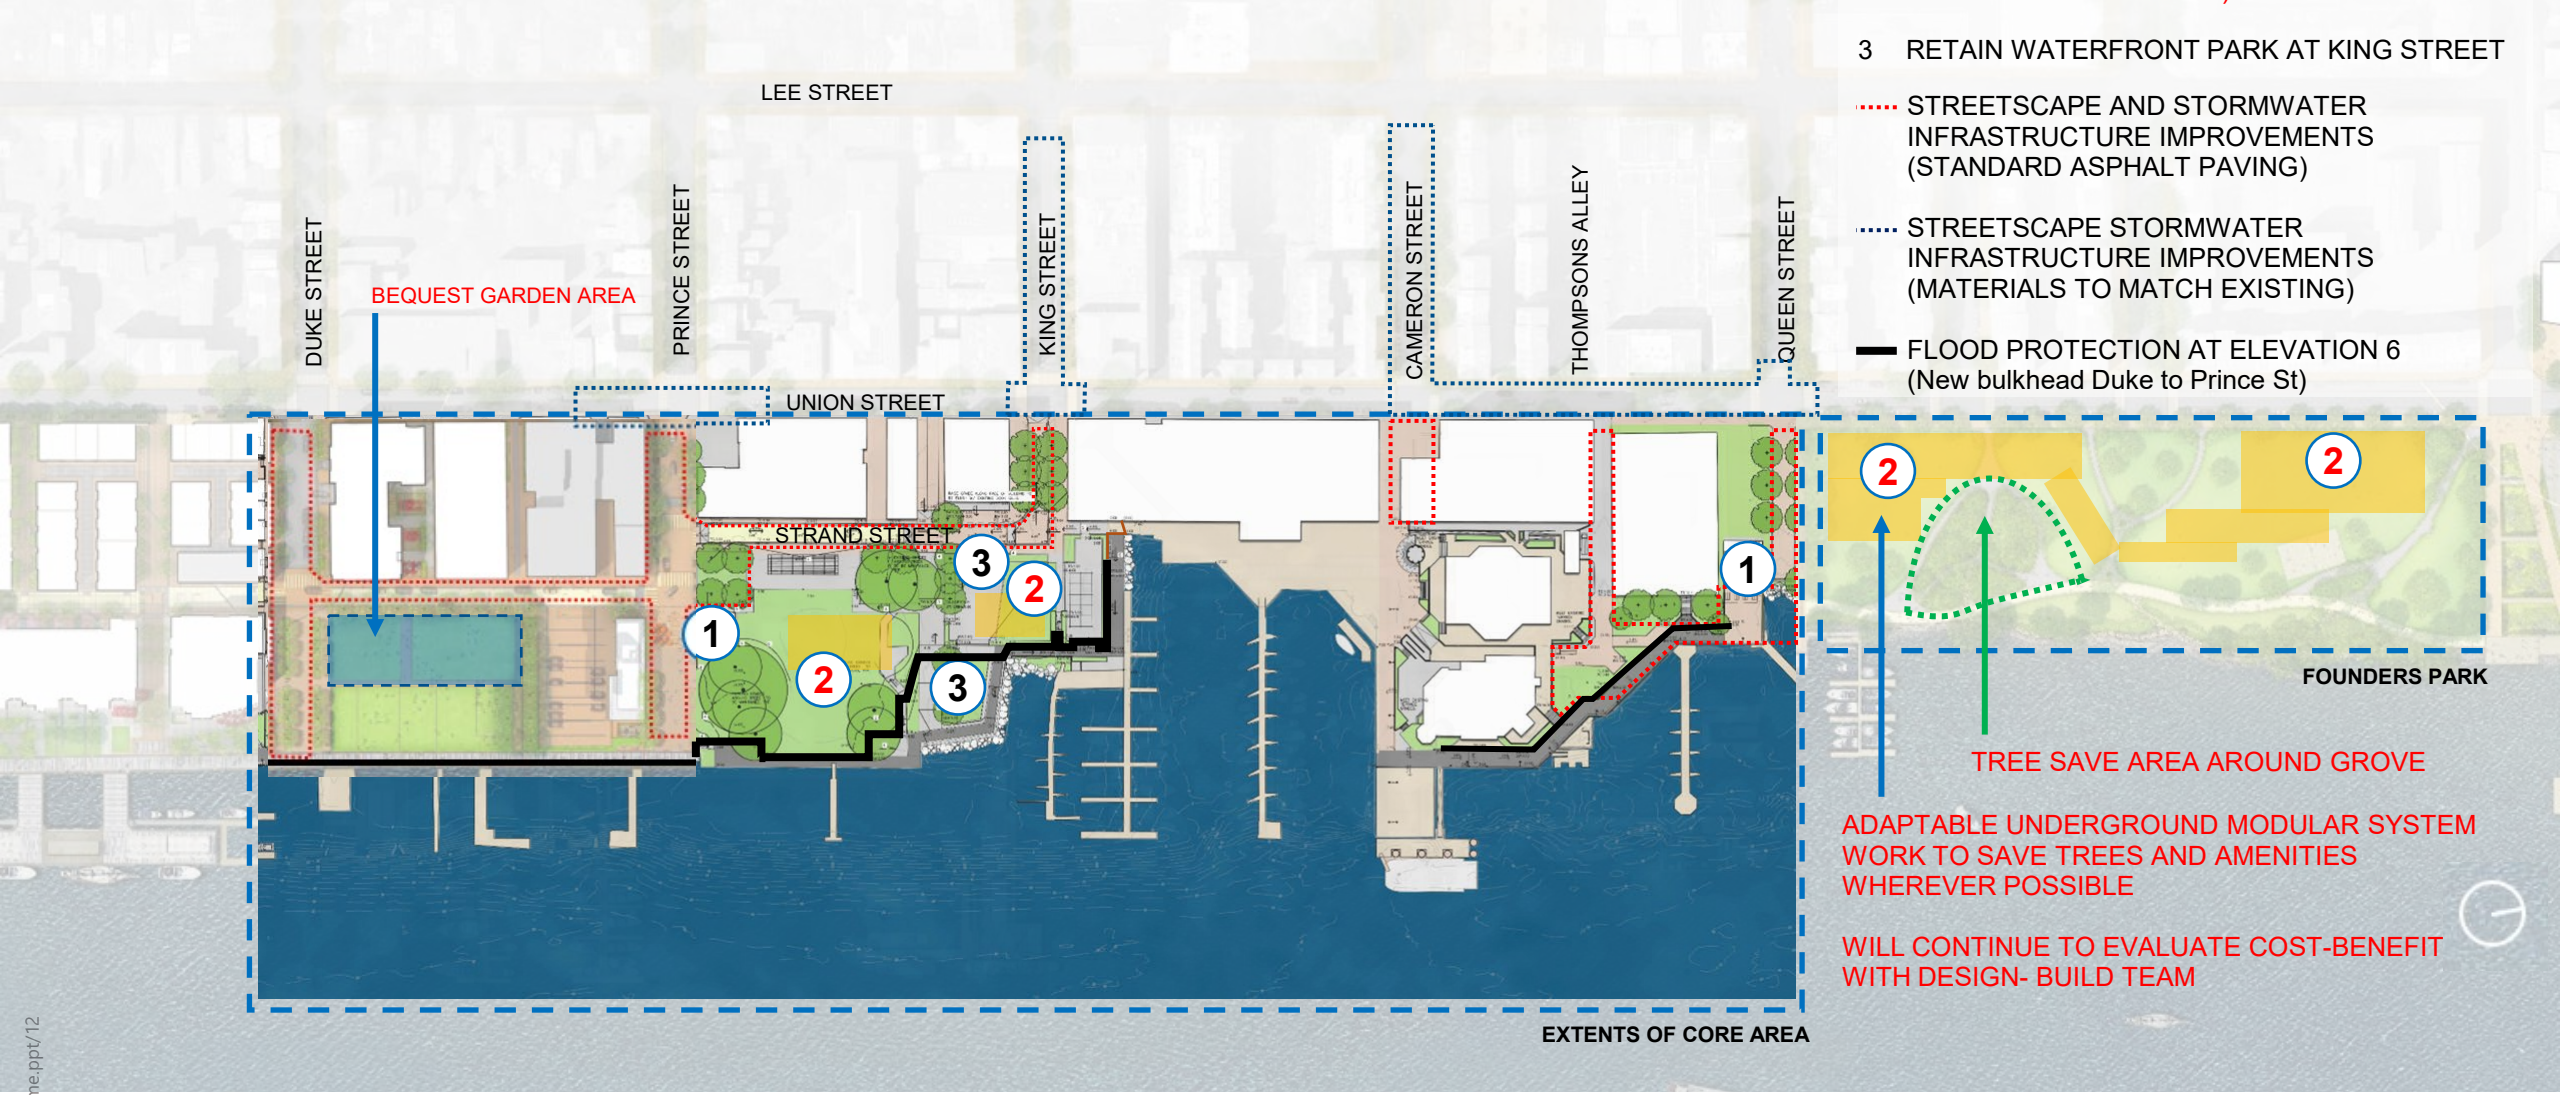 3 RETAIN WATERFRONT PARK AT KING STREET
STREETSCAPE AND STORMWATER
INFRASTRUCTURE IMPROVEMENTS
(STANDARD ASPHALT PAVING)
STREETSCAPE STORMWATER
INFRASTRUCTURE IMPROVEMENTS
(MATERIALS TO MATCH EXISTING)
FLOOD PROTECTION AT ELEVATION 6
(New bulkhead Duke to Prince St)
LEE STREET
DUKE STREET
BEQUEST GARDEN AREA
PRINCE STREET
KING STREET
CAMERON STREET
THOMPSONS ALLEY
QUEEN STREET
UNION STREET
STRAND STREET
2
2
3
2
1
1
2
3
FOUNDERS PARK
TREE SAVE AREA AROUND GROVE
ADAPTABLE UNDERGROUND MODULAR SYSTEM
WORK TO SAVE TREES AND AMENITIES
WHEREVER POSSIBLE
WILL CONTINUE TO EVALUATE COST-BENEFIT
WITH DESIGN- BUILD TEAM
EXTENTS OF CORE AREA
me.ppt/12